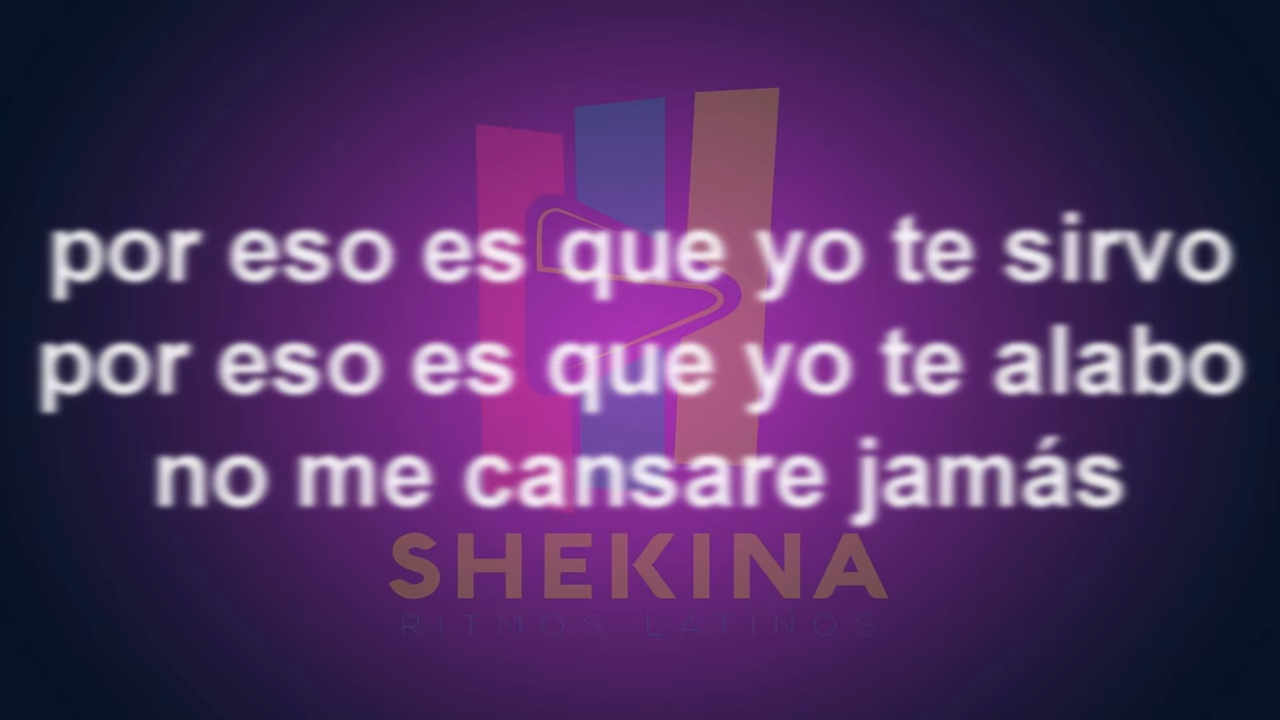 por eso es que yo te sirvo
por eso es que yo te alabo
no me cansare jamás
SHEKINA
RITMOS LATINOS